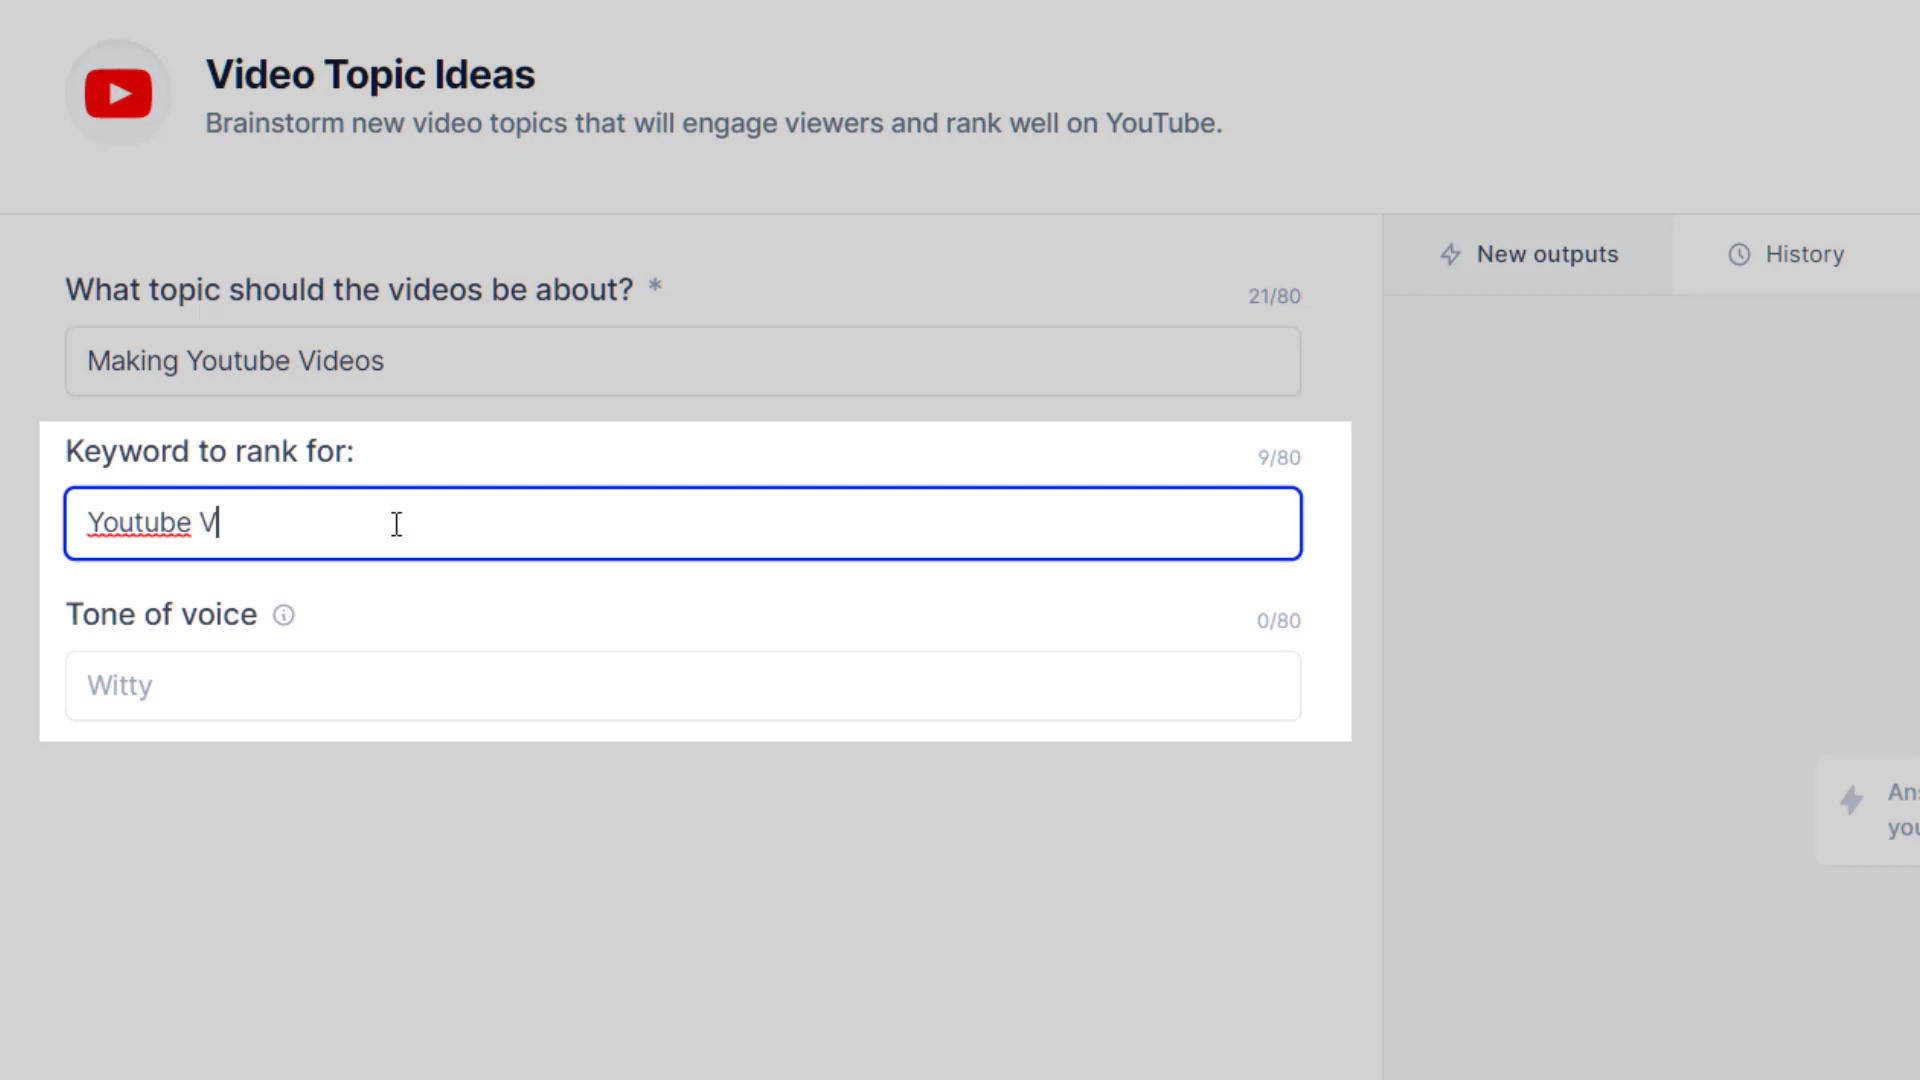 Video Topic Ideas
Brainstorm new video topics that will engage viewers and rank well on YouTube.
New outputs
History
What topic should the videos be about? *
21/80
Making Youtube Videos
Keyword to rank for:
9/80
Youtube V
Tone of voice
0/80
Witty